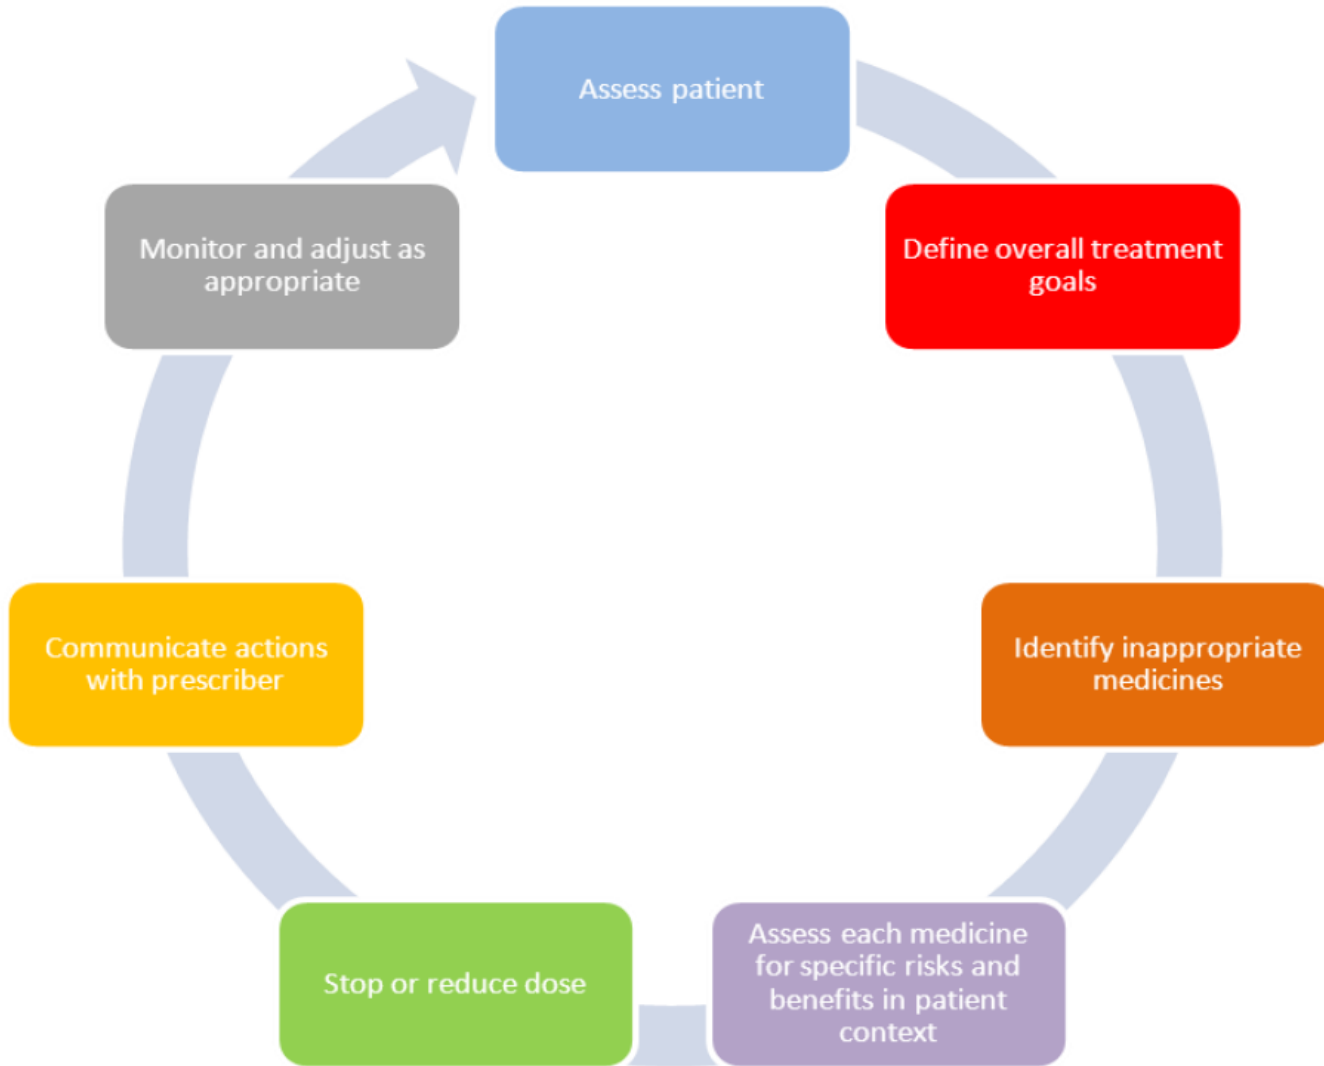 Assess patient
Define overall treatment
goals
Identify inappropriate
medicines
Assess each medicine
for specific risks and
benefits in patient
context
Stop or reduce dose
Communicate actions
with prescriber
Monitor and adjust as
appropriate